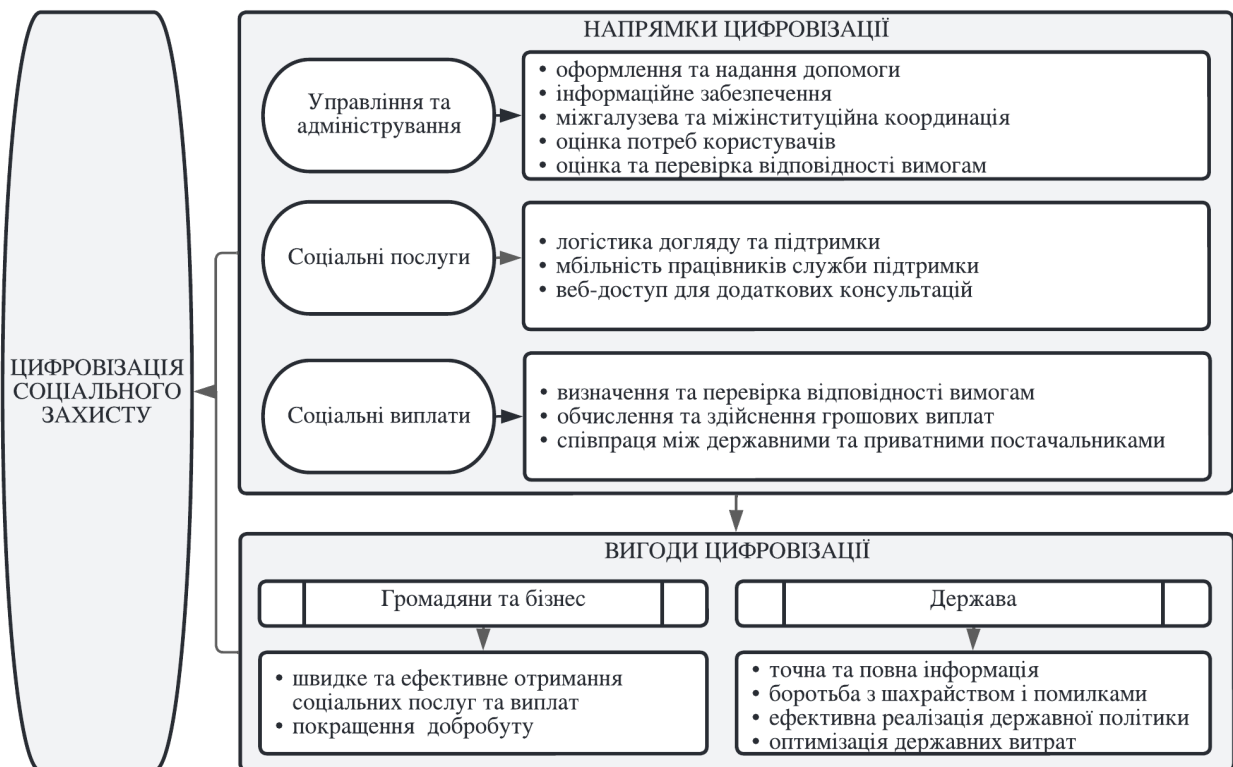 ЦИФРОВІЗАЦІЯ
СОЦІАЛЬНОГО
ЗАХИСТУ
НАПРЯМКИ ЦИФРОВІЗАЦІЇ
Управління та
адміністрування
• оформлення та надання допомоги
• інформаційне забезпечення
• міжгалузева та міжінституційна координація
• оцінка потреб користувачів
• оцінка та перевірка відповідності вимогам
Соціальні послуги
• логістика догляду та підтримки
• мбільність працівників служби підтримки
• веб-доступ для додаткових консультацій
Соціальні виплати
• визначення та перевірка відповідності вимогам
• обчислення та здійснення грошових виплат
• співпраця між державними та приватними постачальниками
ВИГОДИ ЦИФРОВІЗАЦІЇ
Громадяни та бізнес
• швидке та ефективне отримання
соціальних послуг та виплат
• покращення добробуту
Держава
• точна та повна інформація
• боротьба з шахрайством і помилками
• ефективна реалізація державної політики
• оптимізація державних витрат